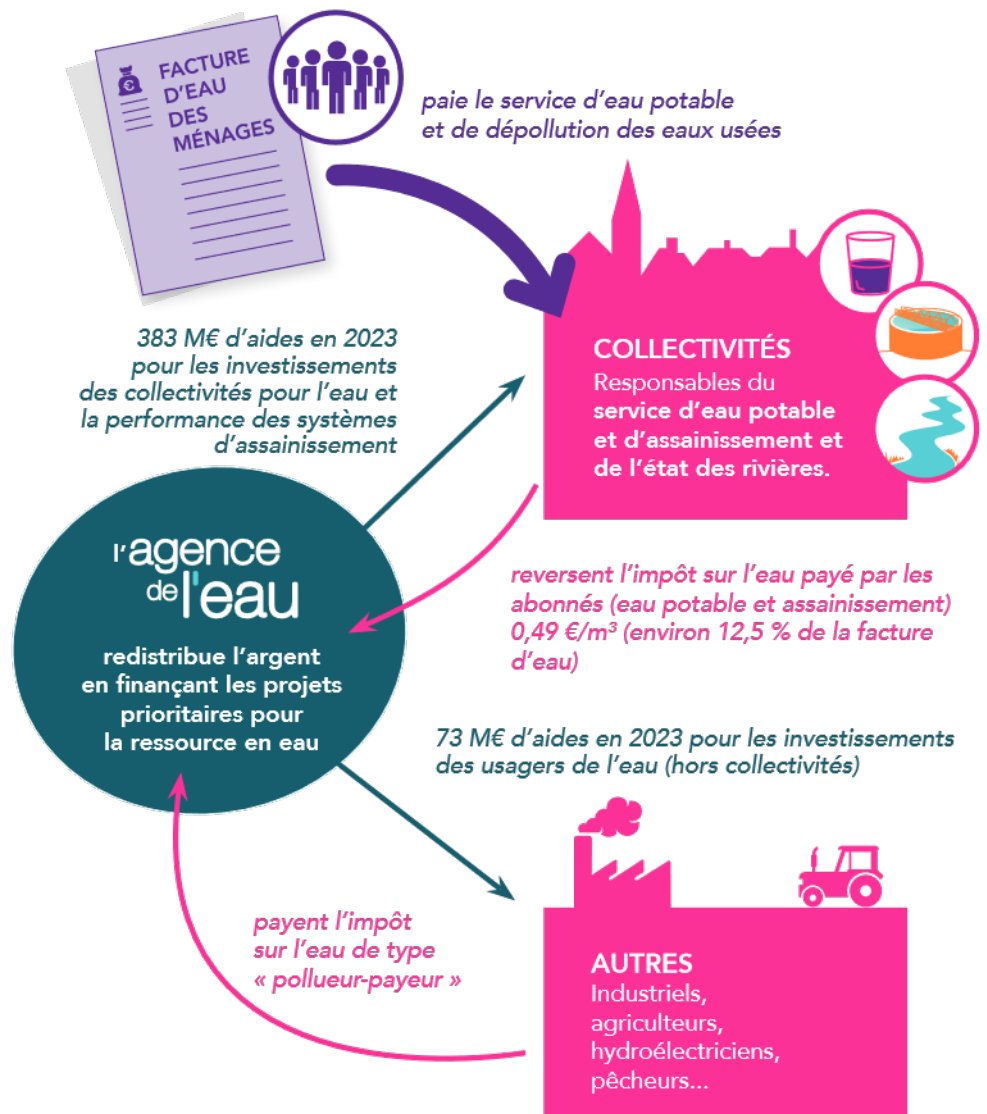 FACTURE
D'EAU
DES
MÉNAGES
€
paie le service d'eau potable
et de dépollution des eaux usées
383 M€ d'aides en 2023
pour les investissements
des collectivités pour l'eau et
la performance des systèmes
d'assainissement
COLLECTIVITÉS
Responsables du
service d'eau potable
et d'assainissement et
de l'état des rivières.
l'agence
de l'eau
redistribue l'argent
en finançant les projets
prioritaires pour
la ressource en eau
reversent l'impôt sur l'eau payé par les
abonnés (eau potable et assainissement)
0,49 €/m³ (environ 12,5 % de la facture
d'eau)
73 M€ d'aides en 2023 pour les investissements
des usagers de l'eau (hors collectivités)
payent l'impôt
sur l'eau de type
« pollueur-payeur »
AUTRES
Industriels,
agriculteurs,
hydroélectriciens,
pêcheurs...